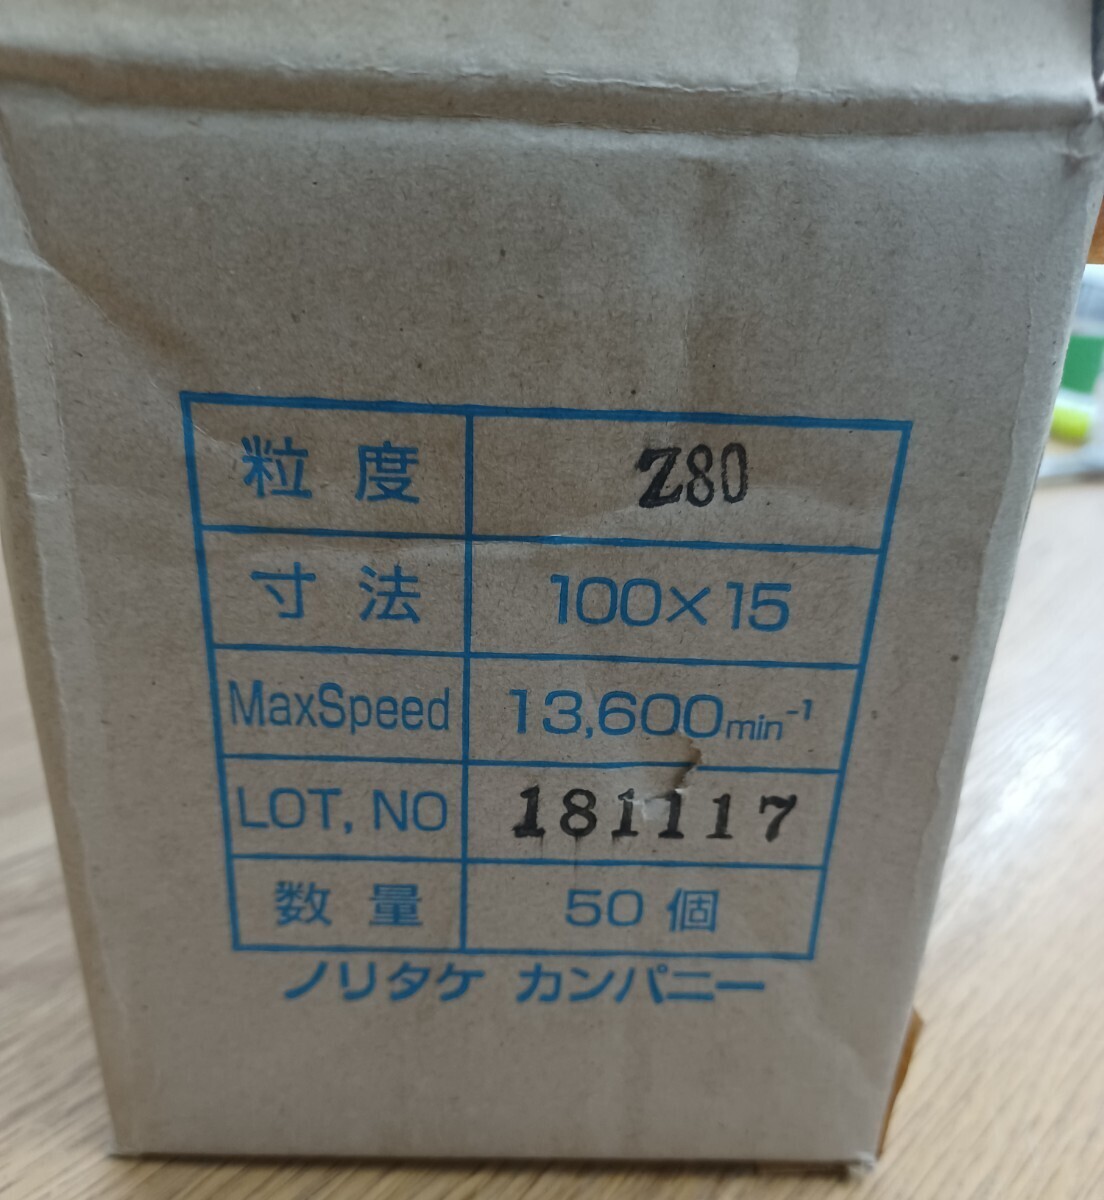 粒度 Z80
寸法 100×15
MaxSpeed 13,600min⁻¹
LOT, NO 181117
数量 50個
ノリタケ カンパニー